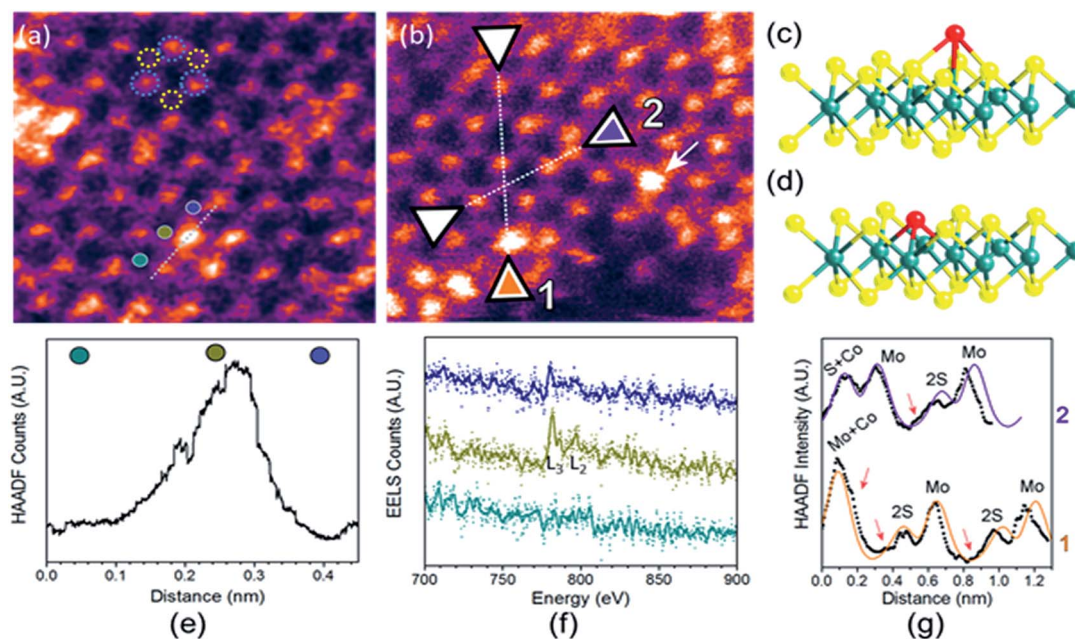 (a)
(b)
2
1
(c)
(d)
HAADF Counts (A.U.)
0.0 0.1 0.2 0.3 0.4
Distance (nm)
(e)
EELS Counts (A.U.)
L3 L2
700 750 800 850 900
Energy (eV)
(f)
HAADF Intensity (A.U.)
S+Co Mo 2S Mo
2
Mo+Co 2S Mo 2S Mo
1
0.0 0.2 0.4 0.6 0.8 1.0 1.2
Distance (nm)
(g)